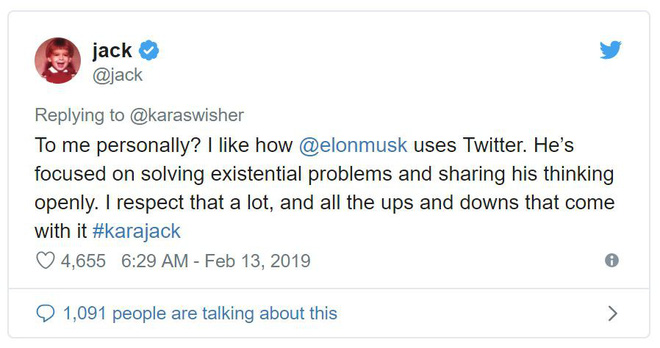 jack
@jack
Replying to @karaswisher
To me personally? I like how @elonmusk uses Twitter. He’s
focused on solving existential problems and sharing his thinking
openly. I respect that a lot, and all the ups and downs that come
with it #karajack
4,655 6:29 AM - Feb 13, 2019
1,091 people are talking about this